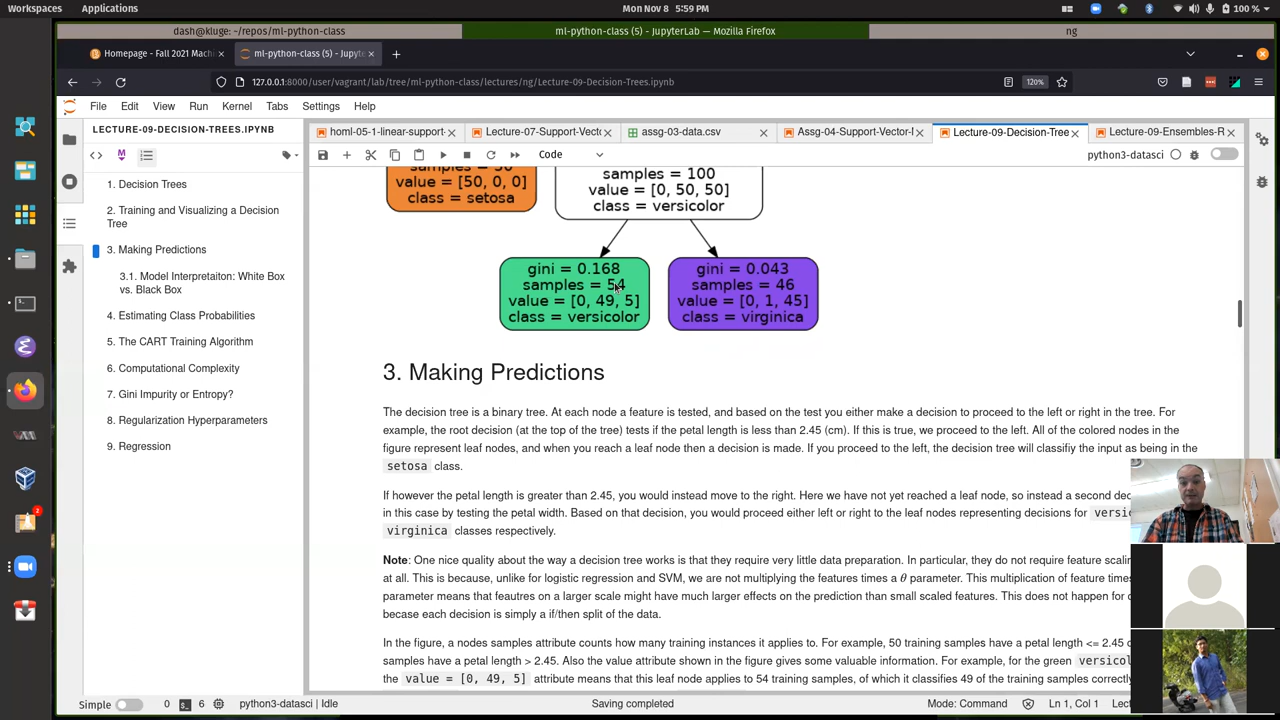 Workspaces Applications Mon Nov 8 5:59 PM 100 %
dash@kluge: ~/repos/ml-python-class ml-python-class (5) - JupyterLab — Mozilla Firefox ng
Homepage - Fall 2021 Mach ml-python-class (5) - Jupyte
127.0.0.1:8000/user/vagrant/lab/tree/ml-python-class/lectures/ng/Lecture-09-Decision-Trees.ipynb 120%
File Edit View Run Kernel Tabs Settings Help
LECTURE-09-DECISION-TREES.IPYNB
homl-05-1-linear-support- Lecture-07-Support-Vecto assg-03-data.csv Assg-04-Support-Vector-I Lecture-09-Decision-Tree Lecture-09-Ensembles-R
Code python3-datasci
1. Decision Trees
2. Training and Visualizing a Decision
Tree
3. Making Predictions
3.1. Model Interpretaiton: White Box
vs. Black Box
4. Estimating Class Probabilities
5. The CART Training Algorithm
6. Computational Complexity
7. Gini Impurity or Entropy?
8. Regularization Hyperparameters
9. Regression
samples = 50
value = [50, 0, 0]
class = setosa
samples = 100
value = [0, 50, 50]
class = versicolor
gini = 0.168
samples = 54
value = [0, 49, 5]
class = versicolor
gini = 0.043
samples = 46
value = [0, 1, 45]
class = virginica
3. Making Predictions
The decision tree is a binary tree. At each node a feature is tested, and based on the test you either make a decision to proceed to the left or right in the tree. For
example, the root decision (at the top of the tree) tests if the petal length is less than 2.45 (cm). If this is true, we proceed to the left. All of the colored nodes in the
figure represent leaf nodes, and when you reach a leaf node then a decision is made. If you proceed to the left, the decision tree will classifiy the input as being in the
setosa class.
If however the petal length is greater than 2.45, you would instead move to the right. Here we have not yet reached a leaf node, so instead a second dec
in this case by testing the petal width. Based on that decision, you would proceed either left or right to the leaf nodes representing decisions for versic
virginica classes respectively.
Note: One nice quality about the way a decision tree works is that they require very little data preparation. In particular, they do not require feature scalin
at all. This is because, unlike for logistic regression and SVM, we are not multiplying the features times a θ parameter. This multiplication of feature times
parameter means that feautres on a larger scale might have much larger effects on the prediction than small scaled features. This does not happen for d
becase each decision is simply a if/then split of the data.
In the figure, a nodes samples attribute counts how many training instances it applies to. For example, 50 training samples have a petal length <= 2.45 c
samples have a petal length > 2.45. Also the value attribute shown in the figure gives some valuable information. For example, for the green versicol
the value = [0, 49, 5] attribute means that this leaf node applies to 54 training samples, of which it classifies 49 of the training samples correctly
2
Simple 0 6 python3-datasci | Idle Saving completed Mode: Command Ln 1, Col 1 Lect